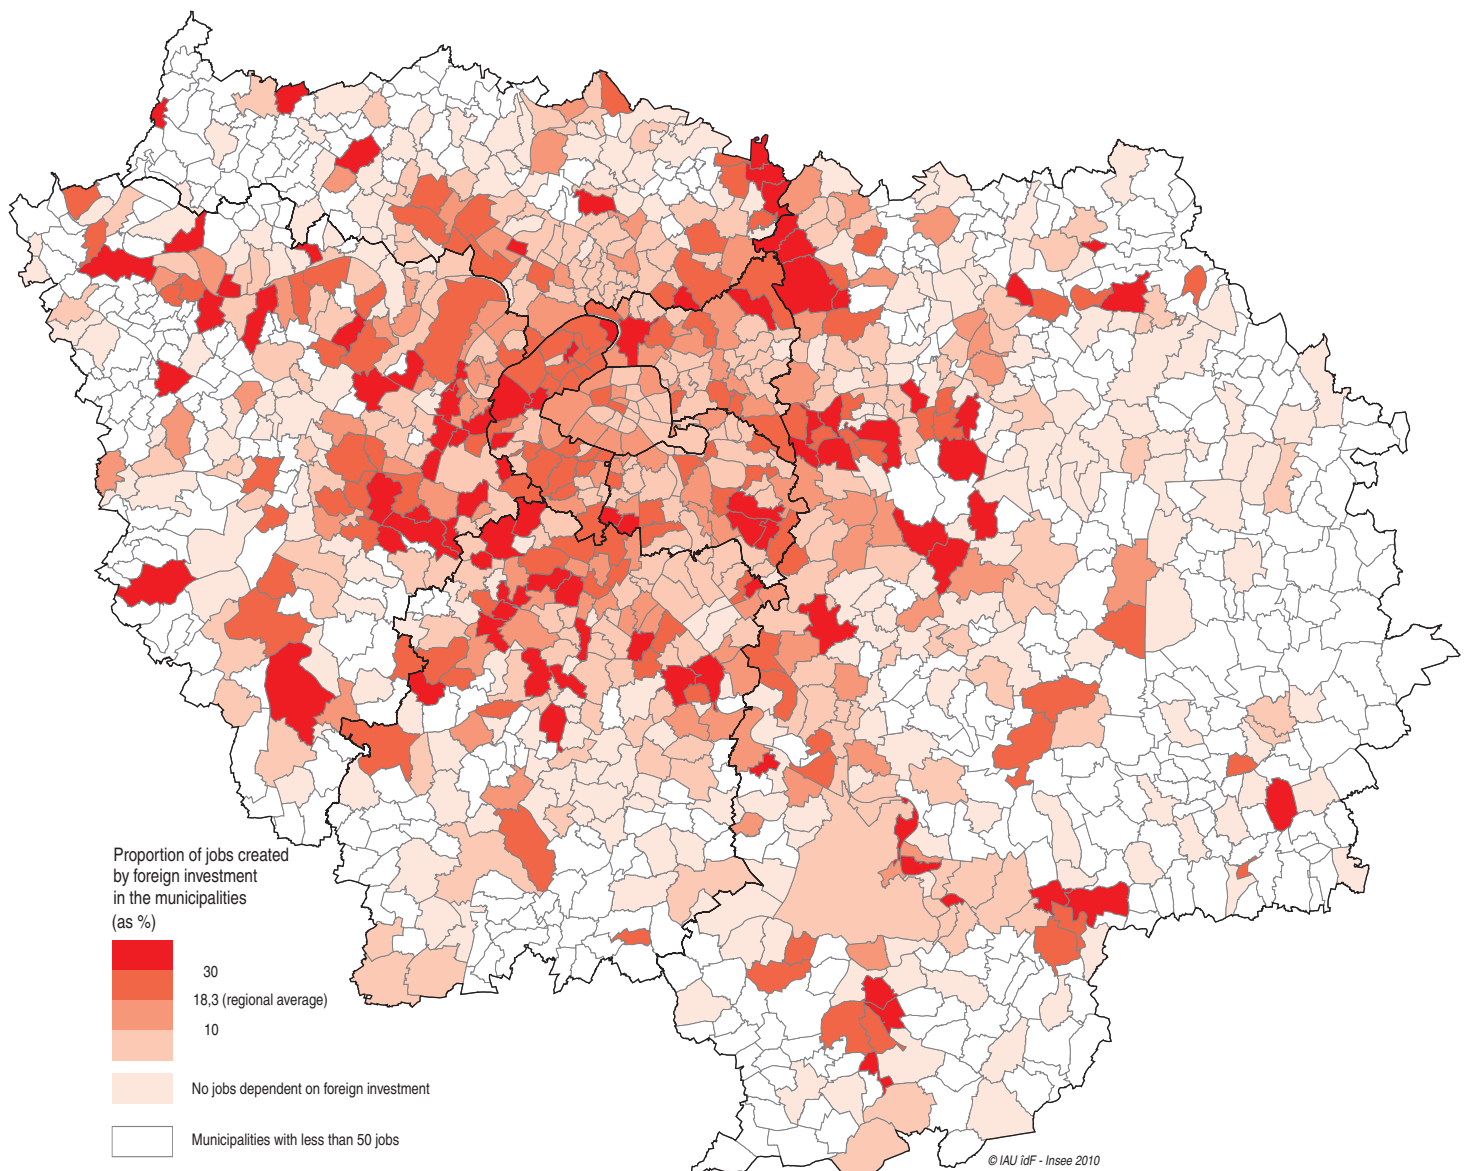 Proportion of jobs created
by foreign investment
in the municipalities
(as %)
30
18,3 (regional average)
10
No jobs dependent on foreign investment
Municipalities with less than 50 jobs
© IAU îdF - Insee 2010